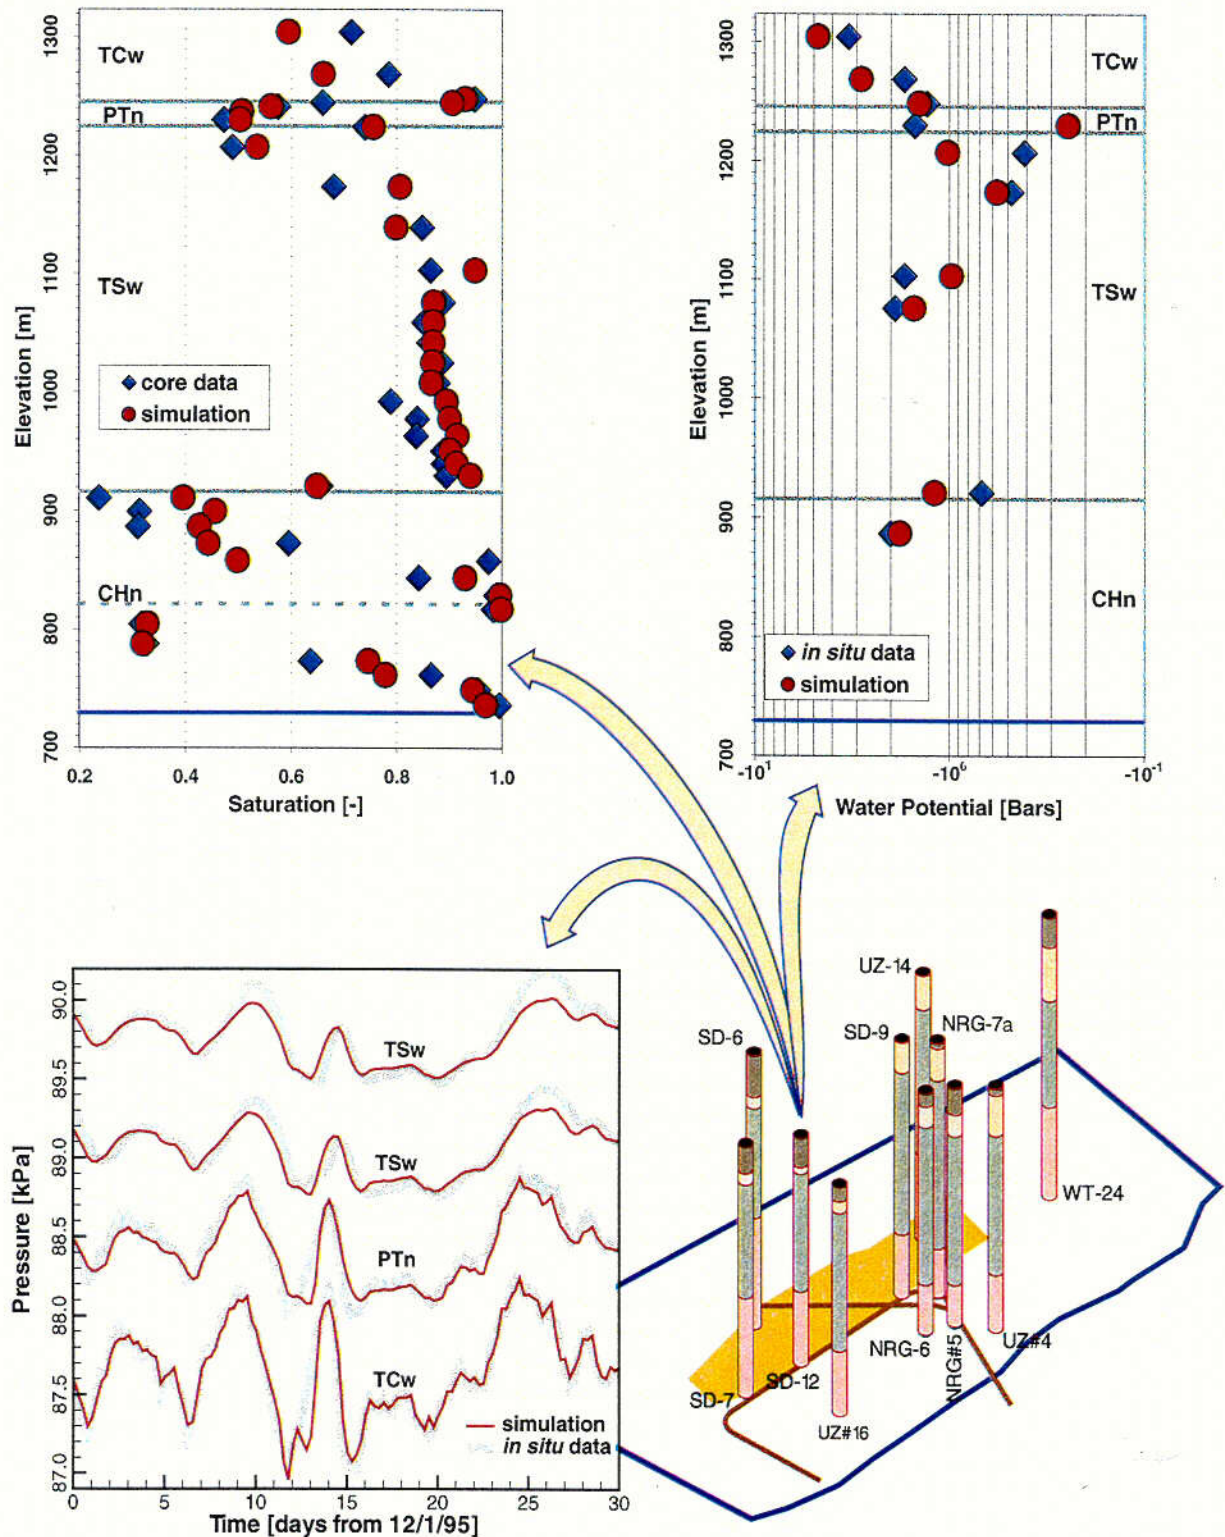 1300
1200
1100
1000
900
800
700
Elevation [m]
TCw
PTn
TSw
CHn
core data
simulation
0.2
0.4
0.6
0.8
1.0
Saturation [-]
1300
1200
1100
1000
900
800
700
Elevation [m]
TCw
PTn
TSw
CHn
in situ data
simulation
-10¹
-10⁶
-10⁻¹
Water Potential [Bars]
90.0
89.5
89.0
88.5
88.0
87.5
87.0
Pressure [kPa]
TSw
TSw
PTn
TCw
simulation
in situ data
0
5
10
15
20
25
30
Time [days from 12/1/95]
UZ-14
SD-6
SD-9
NRG-7a
WT-24
NRG-6
NRG#5
UZ#4
SD-7
SD-12
UZ#16